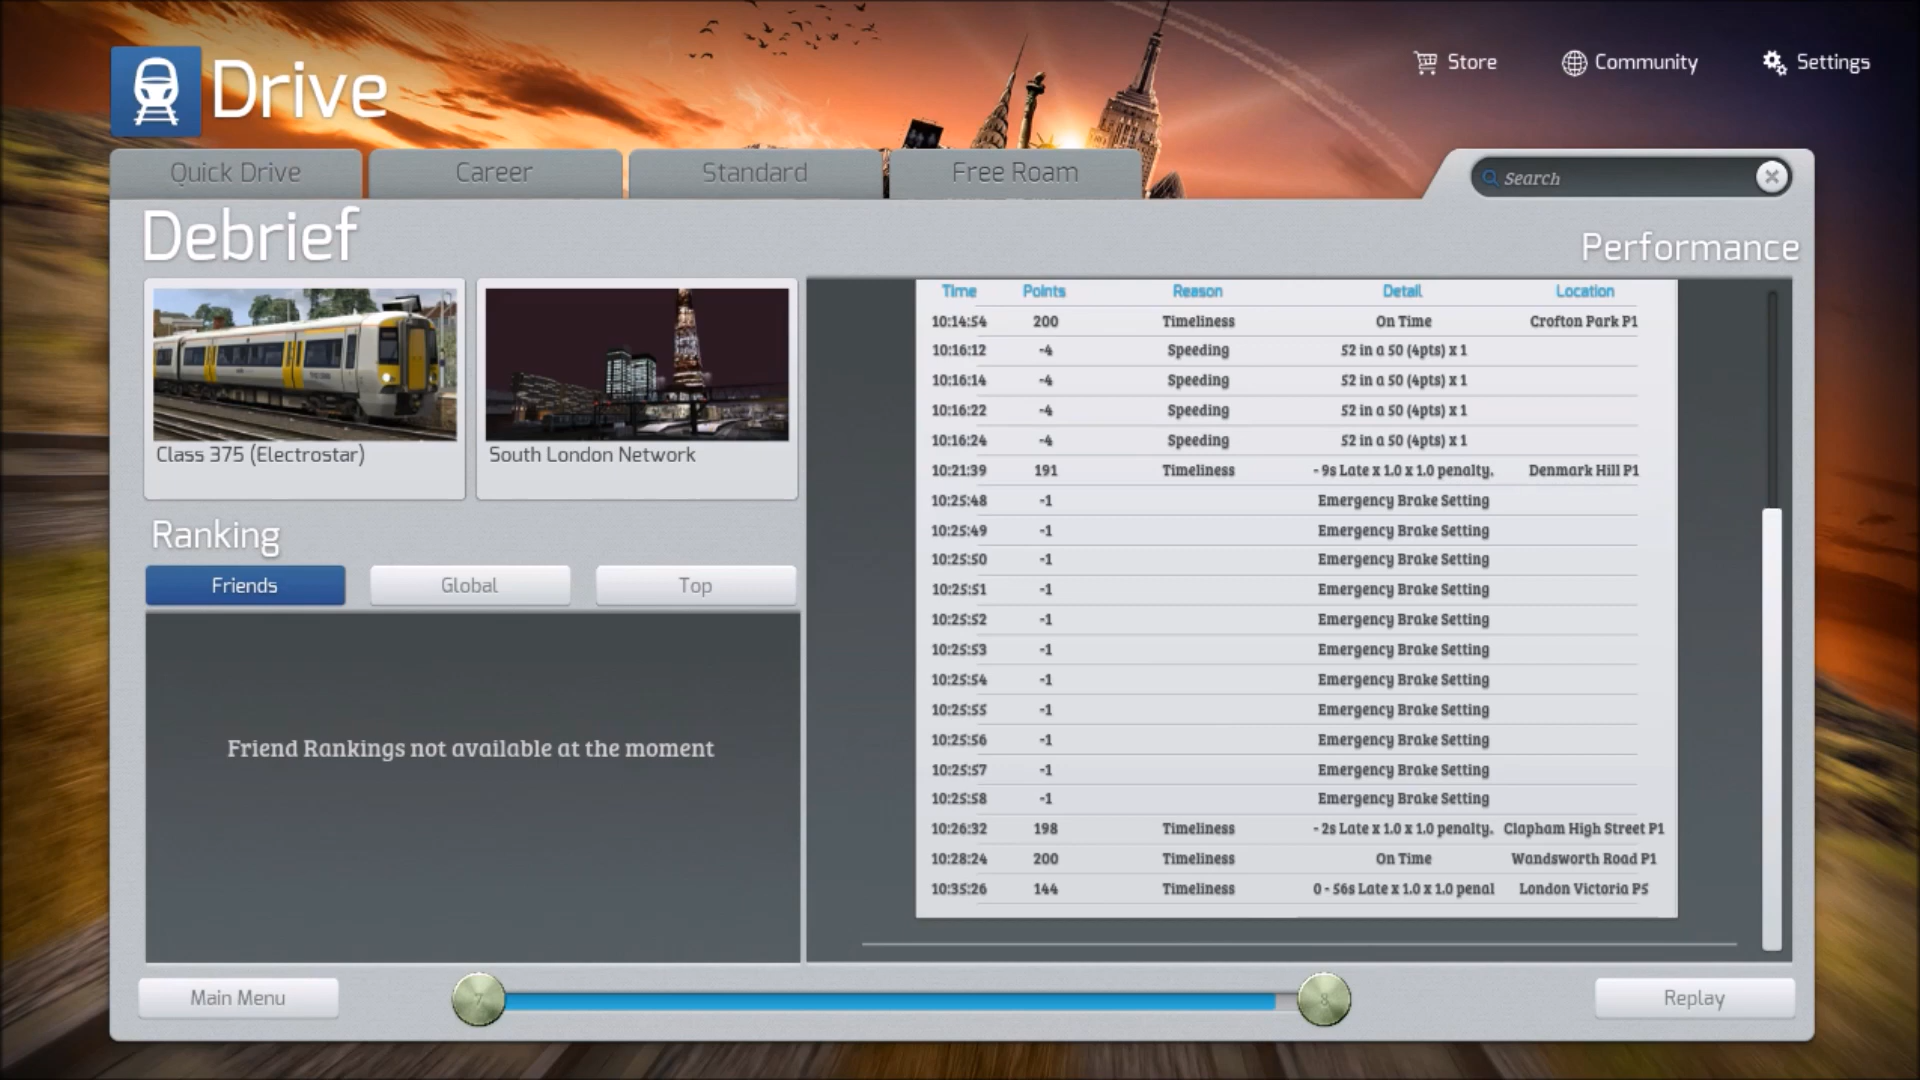 Drive
Store
Community
Settings
Quick Drive
Career
Standard
Free Roam
Search
Debrief
Performance
Class 375 (Electrostar)
South London Network
Ranking
Friends
Global
Top
Friend Rankings not available at the moment
Time Points Reason Detail Location
10:14:54 200 Timeliness On Time Crofton Park P1
10:16:12 -4 Speeding 52 in a 50 (4pts) x 1
10:16:14 -4 Speeding 52 in a 50 (4pts) x 1
10:16:22 -4 Speeding 52 in a 50 (4pts) x 1
10:16:24 -4 Speeding 52 in a 50 (4pts) x 1
10:21:39 191 Timeliness - 9s Late x 1.0 x 1.0 penalty. Denmark Hill P1
10:25:48 -1 Emergency Brake Setting
10:25:49 -1 Emergency Brake Setting
10:25:50 -1 Emergency Brake Setting
10:25:51 -1 Emergency Brake Setting
10:25:52 -1 Emergency Brake Setting
10:25:53 -1 Emergency Brake Setting
10:25:54 -1 Emergency Brake Setting
10:25:55 -1 Emergency Brake Setting
10:25:56 -1 Emergency Brake Setting
10:25:57 -1 Emergency Brake Setting
10:25:58 -1 Emergency Brake Setting
10:26:32 198 Timeliness - 2s Late x 1.0 x 1.0 penalty. Clapham High Street P1
10:28:24 200 Timeliness On Time Wandsworth Road P1
10:35:26 144 Timeliness 0 - 56s Late x 1.0 x 1.0 penal London Victoria P5
Main Menu
7
8
Replay